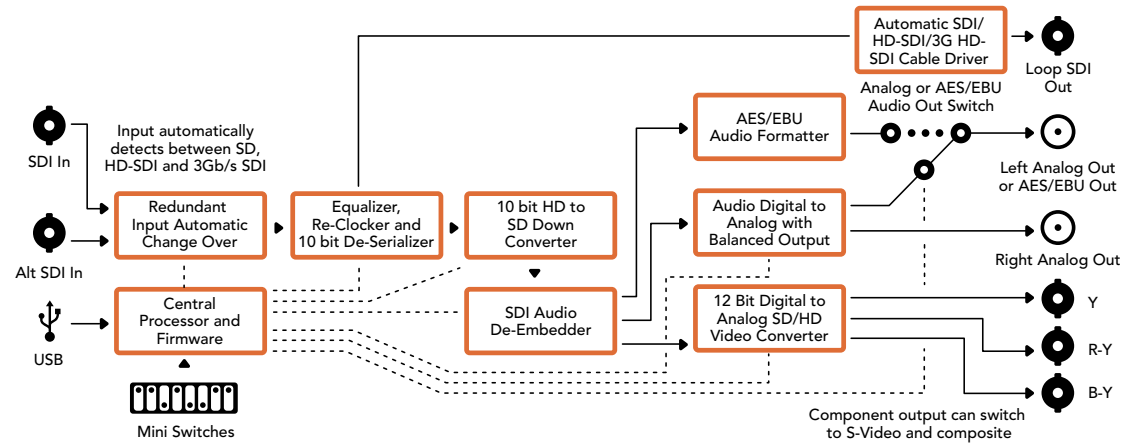 Automatic SDI/
HD-SDI/3G HD-
SDI Cable Driver
Loop SDI
Out
Analog or AES/EBU
Audio Out Switch
SDI In
Input automatically
detects between SD,
HD-SDI and 3Gb/s SDI
AES/EBU
Audio Formatter
Left Analog Out
or AES/EBU Out
Alt SDI In
Redundant
Input Automatic
Change Over
Equalizer,
Re-Clocker and
10 bit De-Serializer
10 bit HD to
SD Down
Converter
Audio Digital to
Analog with
Balanced Output
Right Analog Out
USB
Central
Processor and
Firmware
SDI Audio
De-Embedder
12 Bit Digital to
Analog SD/HD
Video Converter
Y
R-Y
B-Y
Mini Switches
Component output can switch
to S-Video and composite